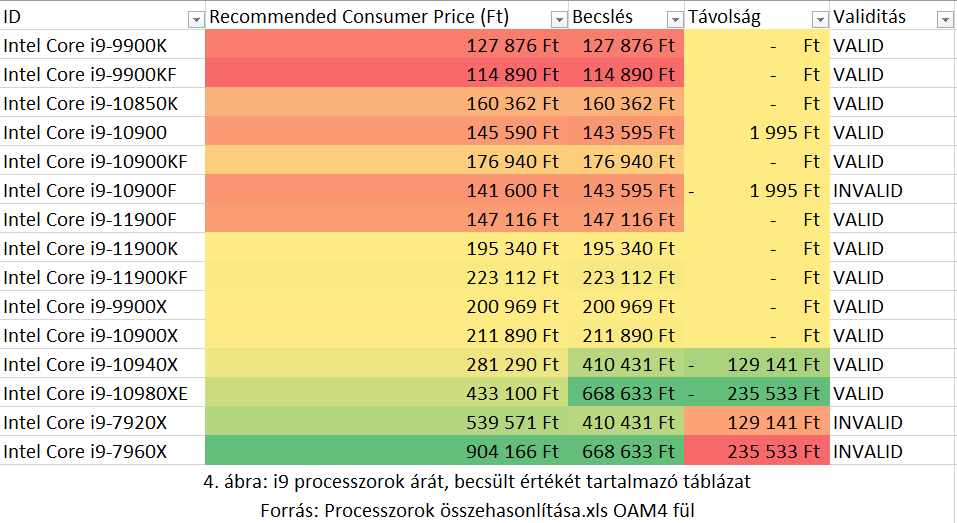 ID Recommended Consumer Price (Ft) Becslés Távolság Validitás
Intel Core i9-9900K 127 876 Ft 127 876 Ft - Ft VALID
Intel Core i9-9900KF 114 890 Ft 114 890 Ft - Ft VALID
Intel Core i9-10850K 160 362 Ft 160 362 Ft - Ft VALID
Intel Core i9-10900 145 590 Ft 143 595 Ft 1 995 Ft VALID
Intel Core i9-10900KF 176 940 Ft 176 940 Ft - Ft VALID
Intel Core i9-10900F 141 600 Ft 143 595 Ft - 1 995 Ft INVALID
Intel Core i9-11900F 147 116 Ft 147 116 Ft - Ft VALID
Intel Core i9-11900K 195 340 Ft 195 340 Ft - Ft VALID
Intel Core i9-11900KF 223 112 Ft 223 112 Ft - Ft VALID
Intel Core i9-9900X 200 969 Ft 200 969 Ft - Ft VALID
Intel Core i9-10900X 211 890 Ft 211 890 Ft - Ft VALID
Intel Core i9-10940X 281 290 Ft 410 431 Ft - 129 141 Ft VALID
Intel Core i9-10980XE 433 100 Ft 668 633 Ft - 235 533 Ft VALID
Intel Core i9-7920X 539 571 Ft 410 431 Ft 129 141 Ft INVALID
Intel Core i9-7960X 904 166 Ft 668 633 Ft 235 533 Ft INVALID
4. ábra: i9 processzorok árát, becsült értékét tartalmazó táblázat
Forrás: Processzorok összehasonlítása.xls OAM4 fül